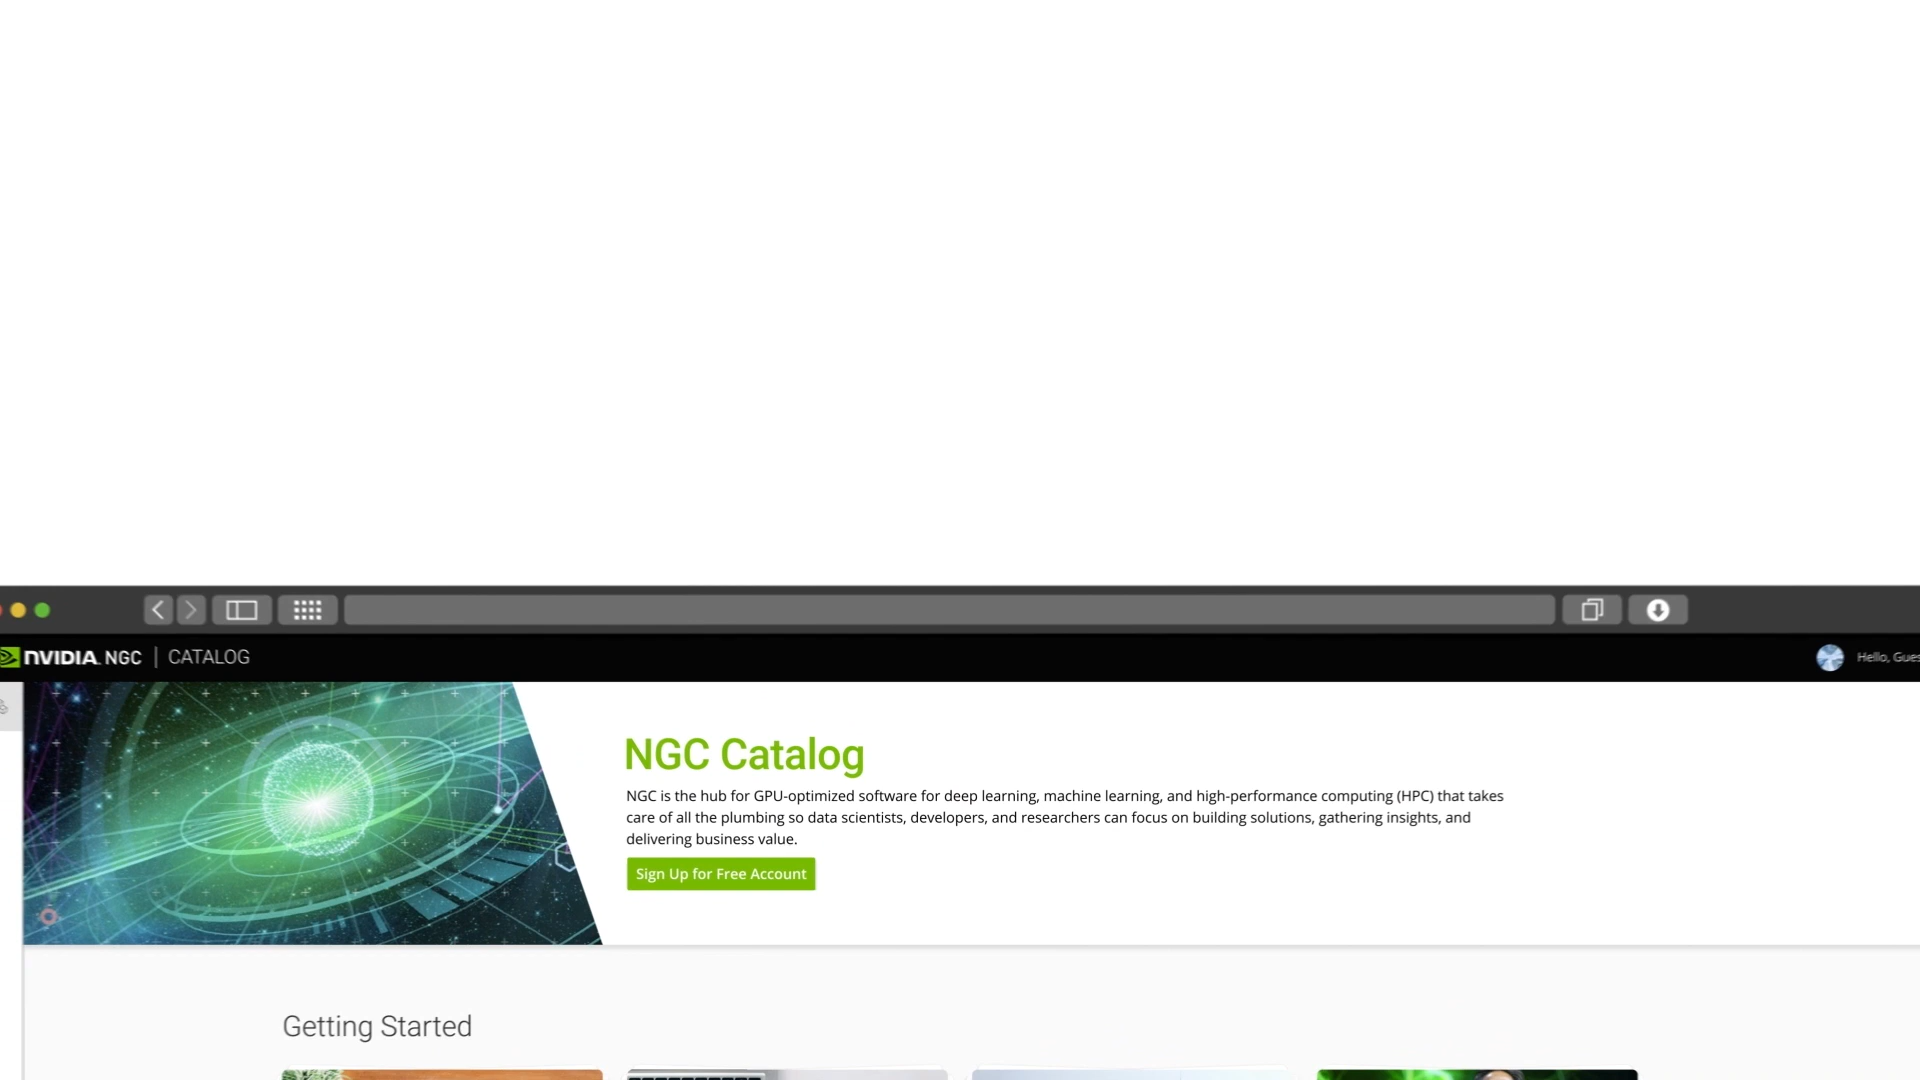 NVIDIA. NGC | CATALOG
Hello,
NGC Catalog
NGC is the hub for GPU-optimized software for deep learning, machine learning, and high-performance computing (HPC) that takes
care of all the plumbing so data scientists, developers, and researchers can focus on building solutions, gathering insights, and
delivering business value.
Sign Up for Free Account
Getting Started